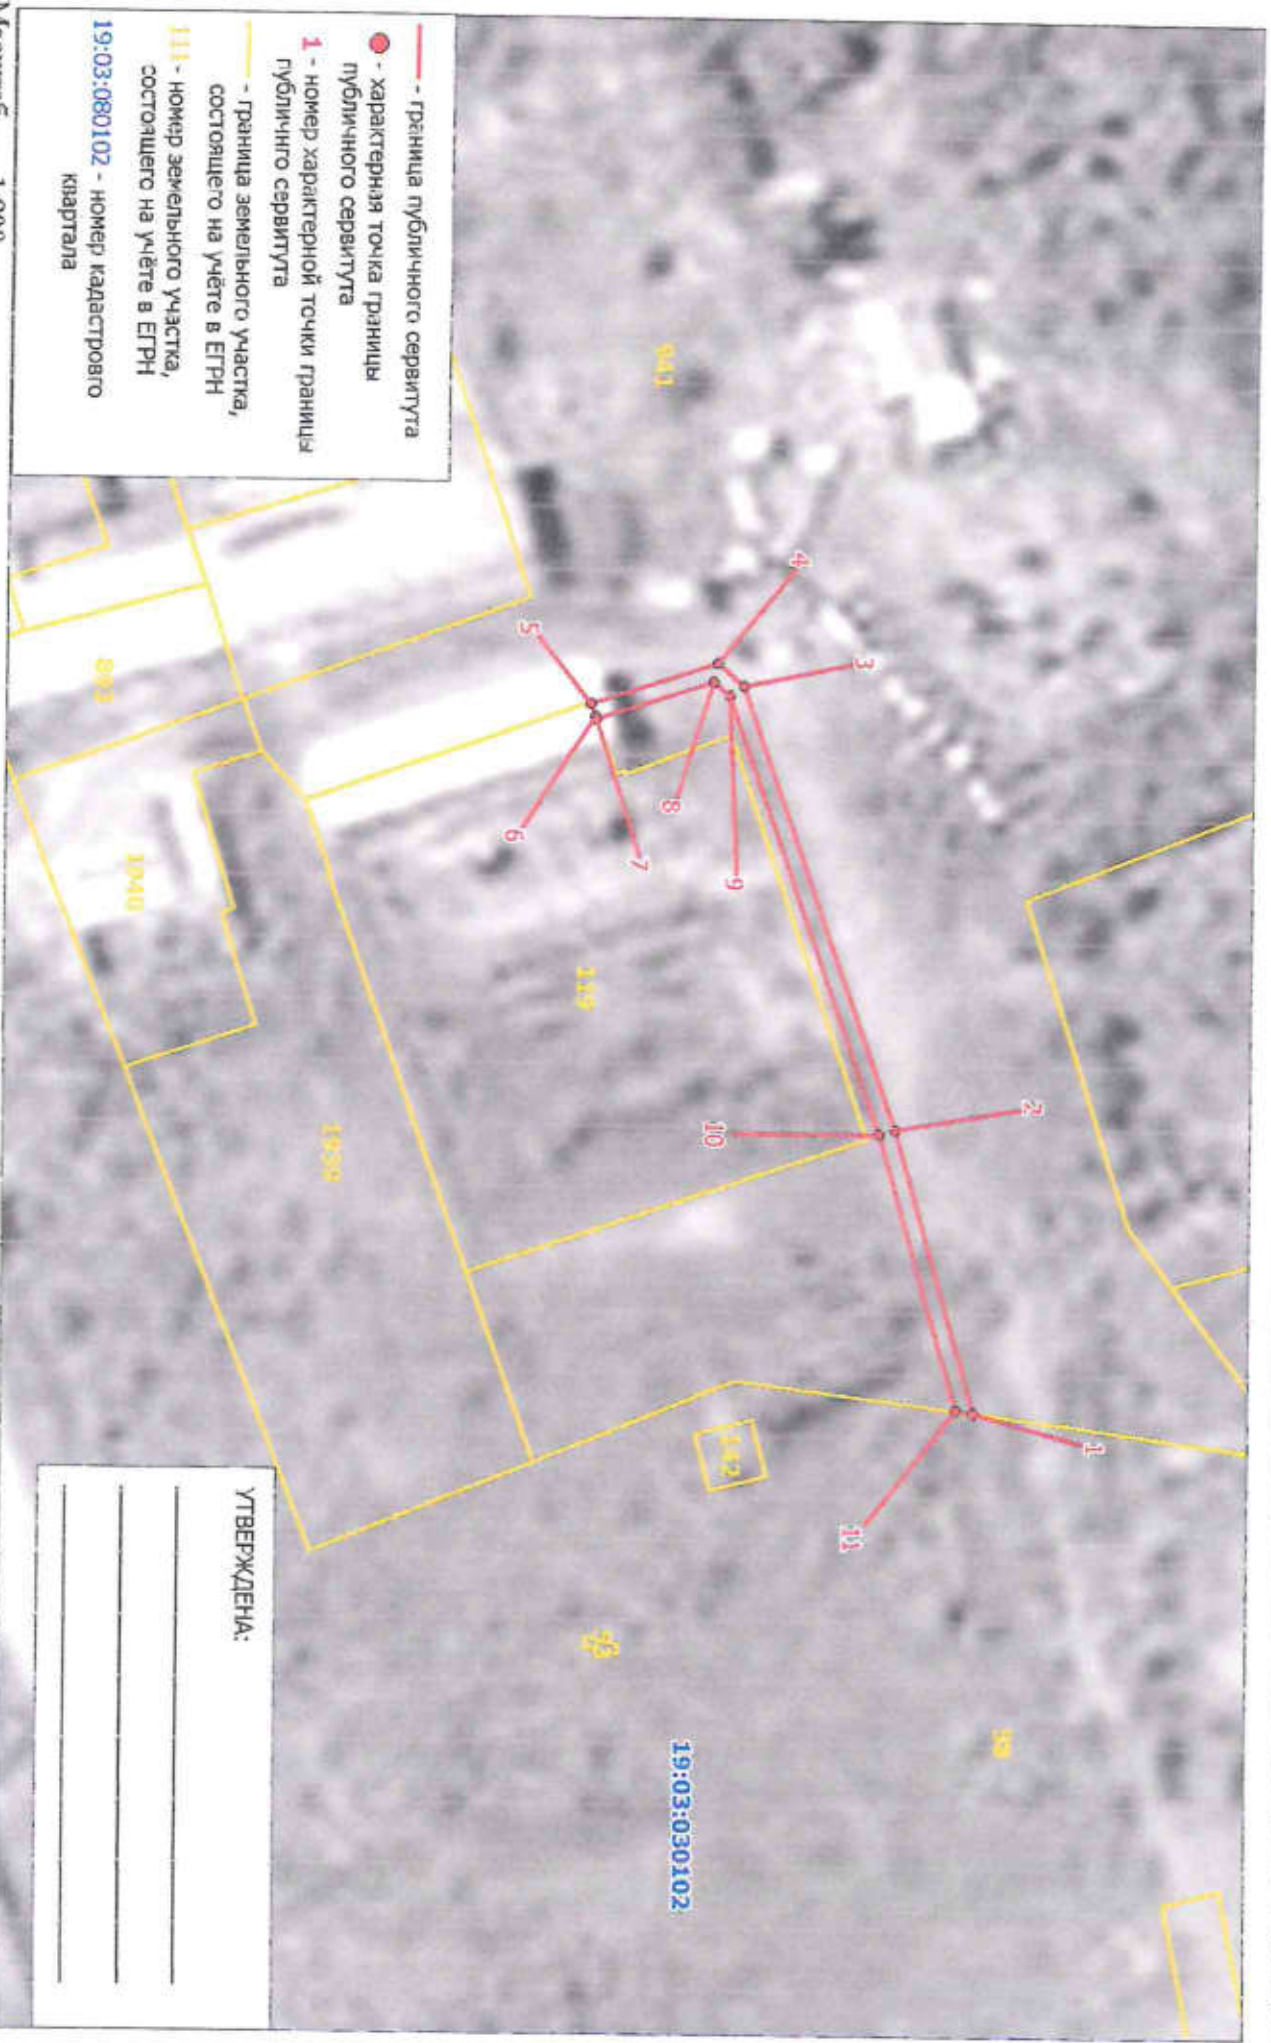 - граница публичного сервитута
- характерная точка границы
публичного сервитута
1 - номер характерной точки границы
публичнго сервитута
- граница земельного участка,
состоящего на учёте в ЕГРН
111 - номер земельного участка,
состоящего на учёте в ЕГРН
19:03:080102 - номер кадастрового
квартала
941
1
2
3
4
5
6
7
8
9
10
11
119
142
1040
1939
19:03:030102
УТВЕРЖДЕНА: